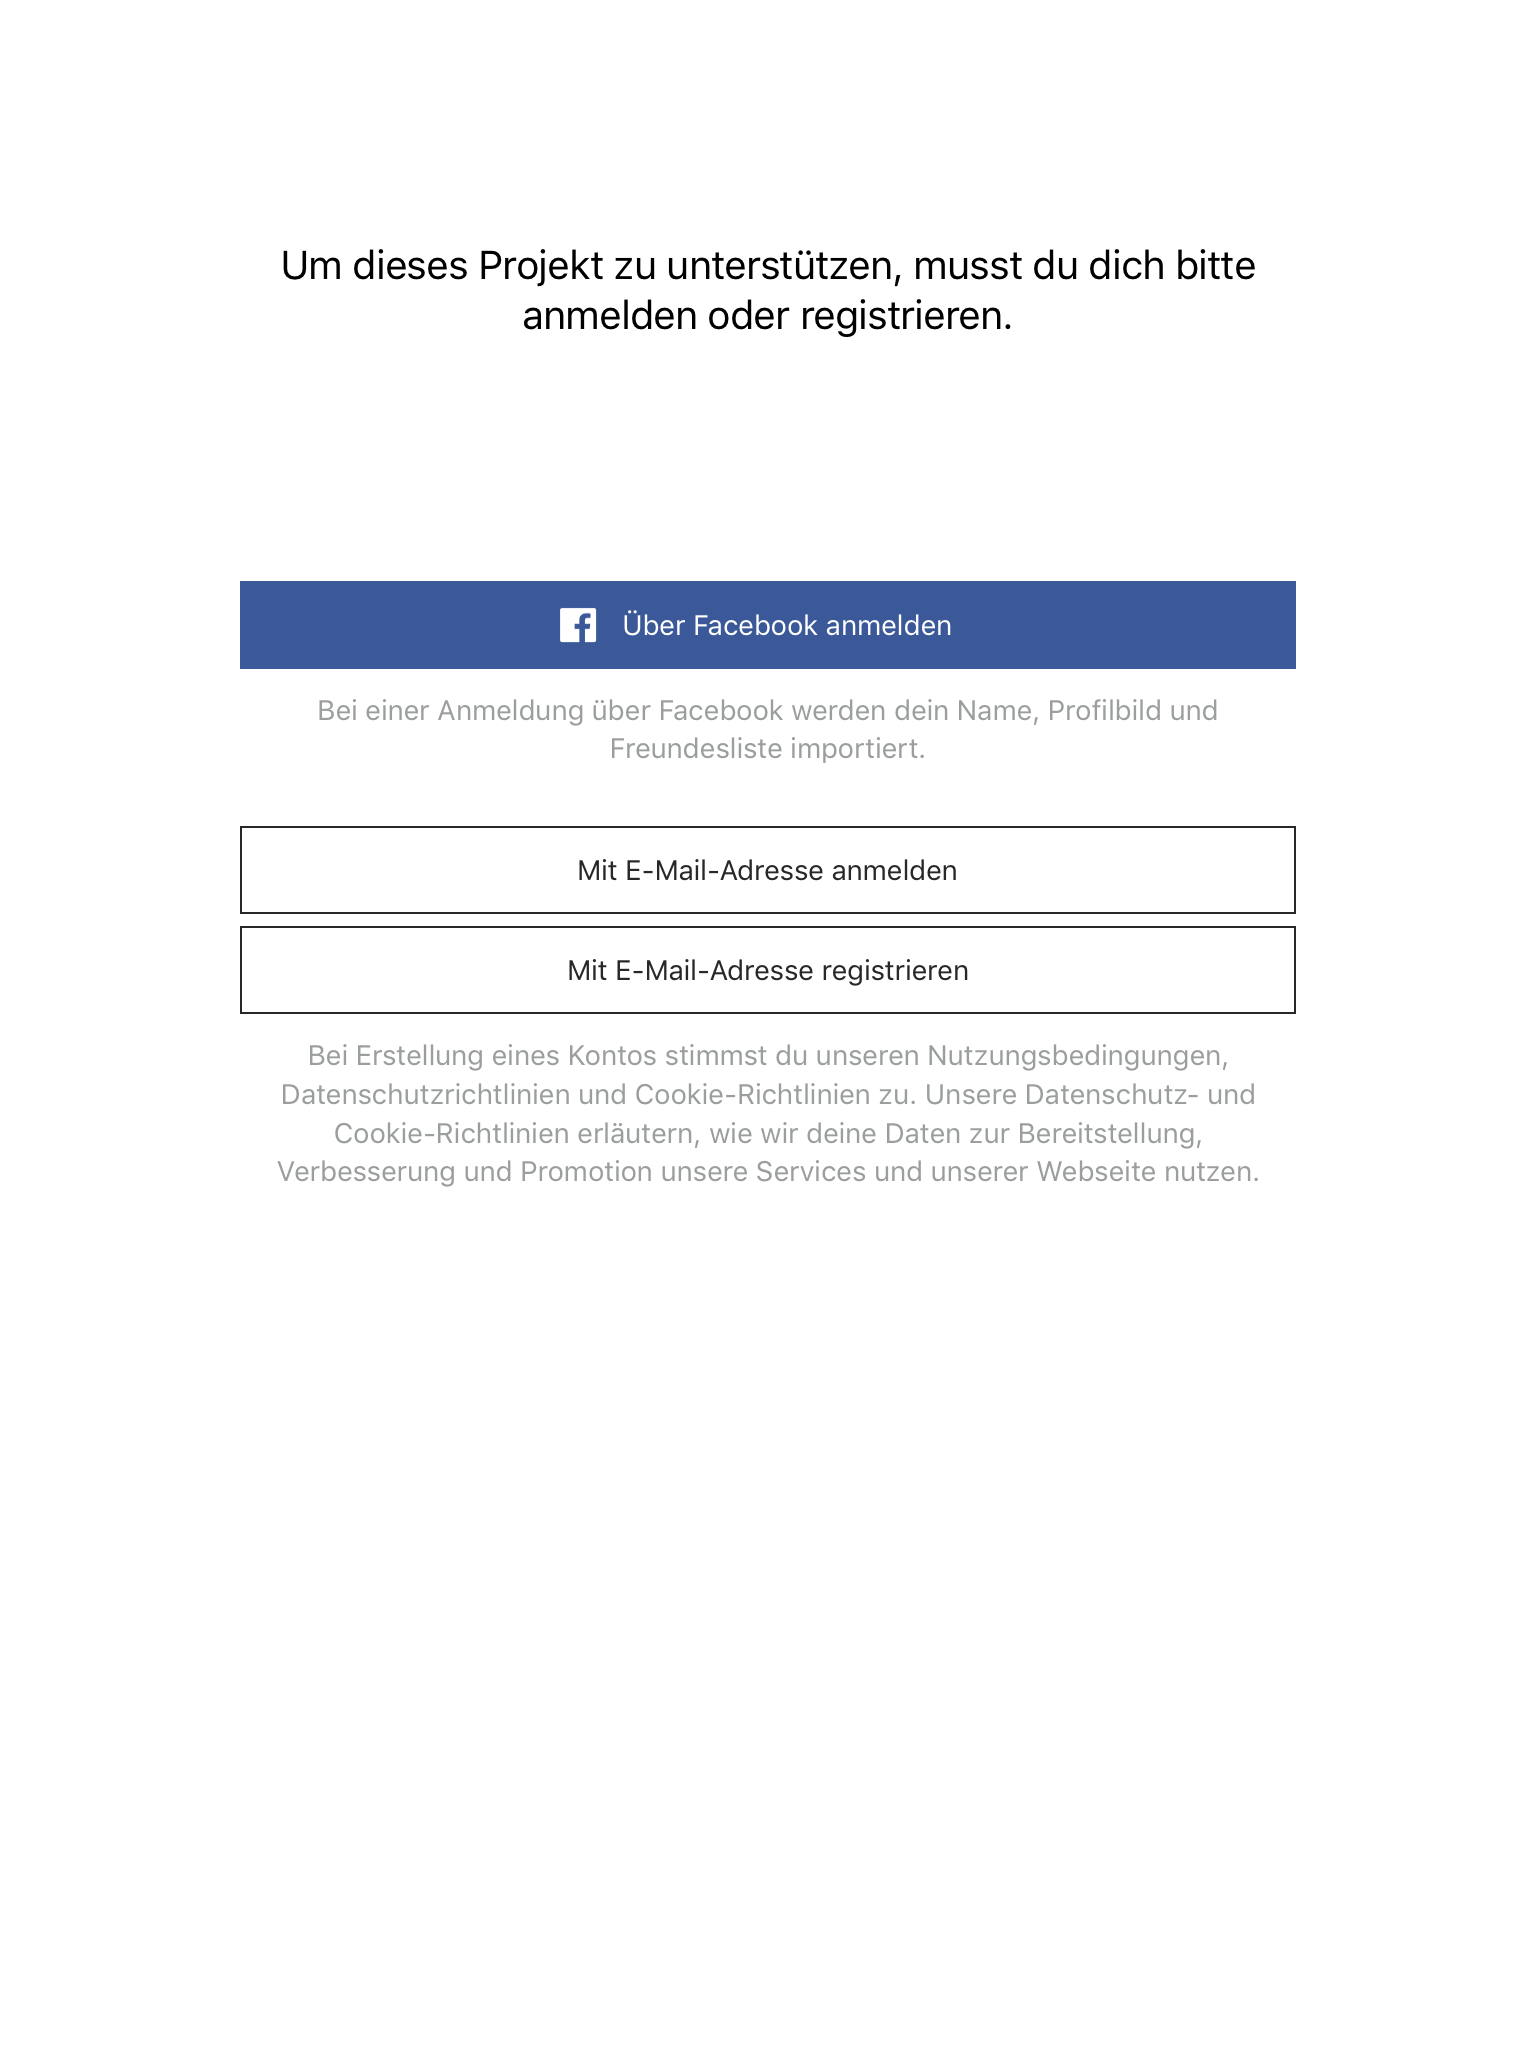 Um dieses Projekt zu unterstützen, musst du dich bitte
anmelden oder registrieren.
Über Facebook anmelden
Bei einer Anmeldung über Facebook werden dein Name, Profilbild und
Freundesliste importiert.
Mit E-Mail-Adresse anmelden
Mit E-Mail-Adresse registrieren
Bei Erstellung eines Kontos stimmst du unseren Nutzungsbedingungen,
Datenschutzrichtlinien und Cookie-Richtlinien zu. Unsere Datenschutz- und
Cookie-Richtlinien erläutern, wie wir deine Daten zur Bereitstellung,
Verbesserung und Promotion unsere Services und unserer Webseite nutzen.